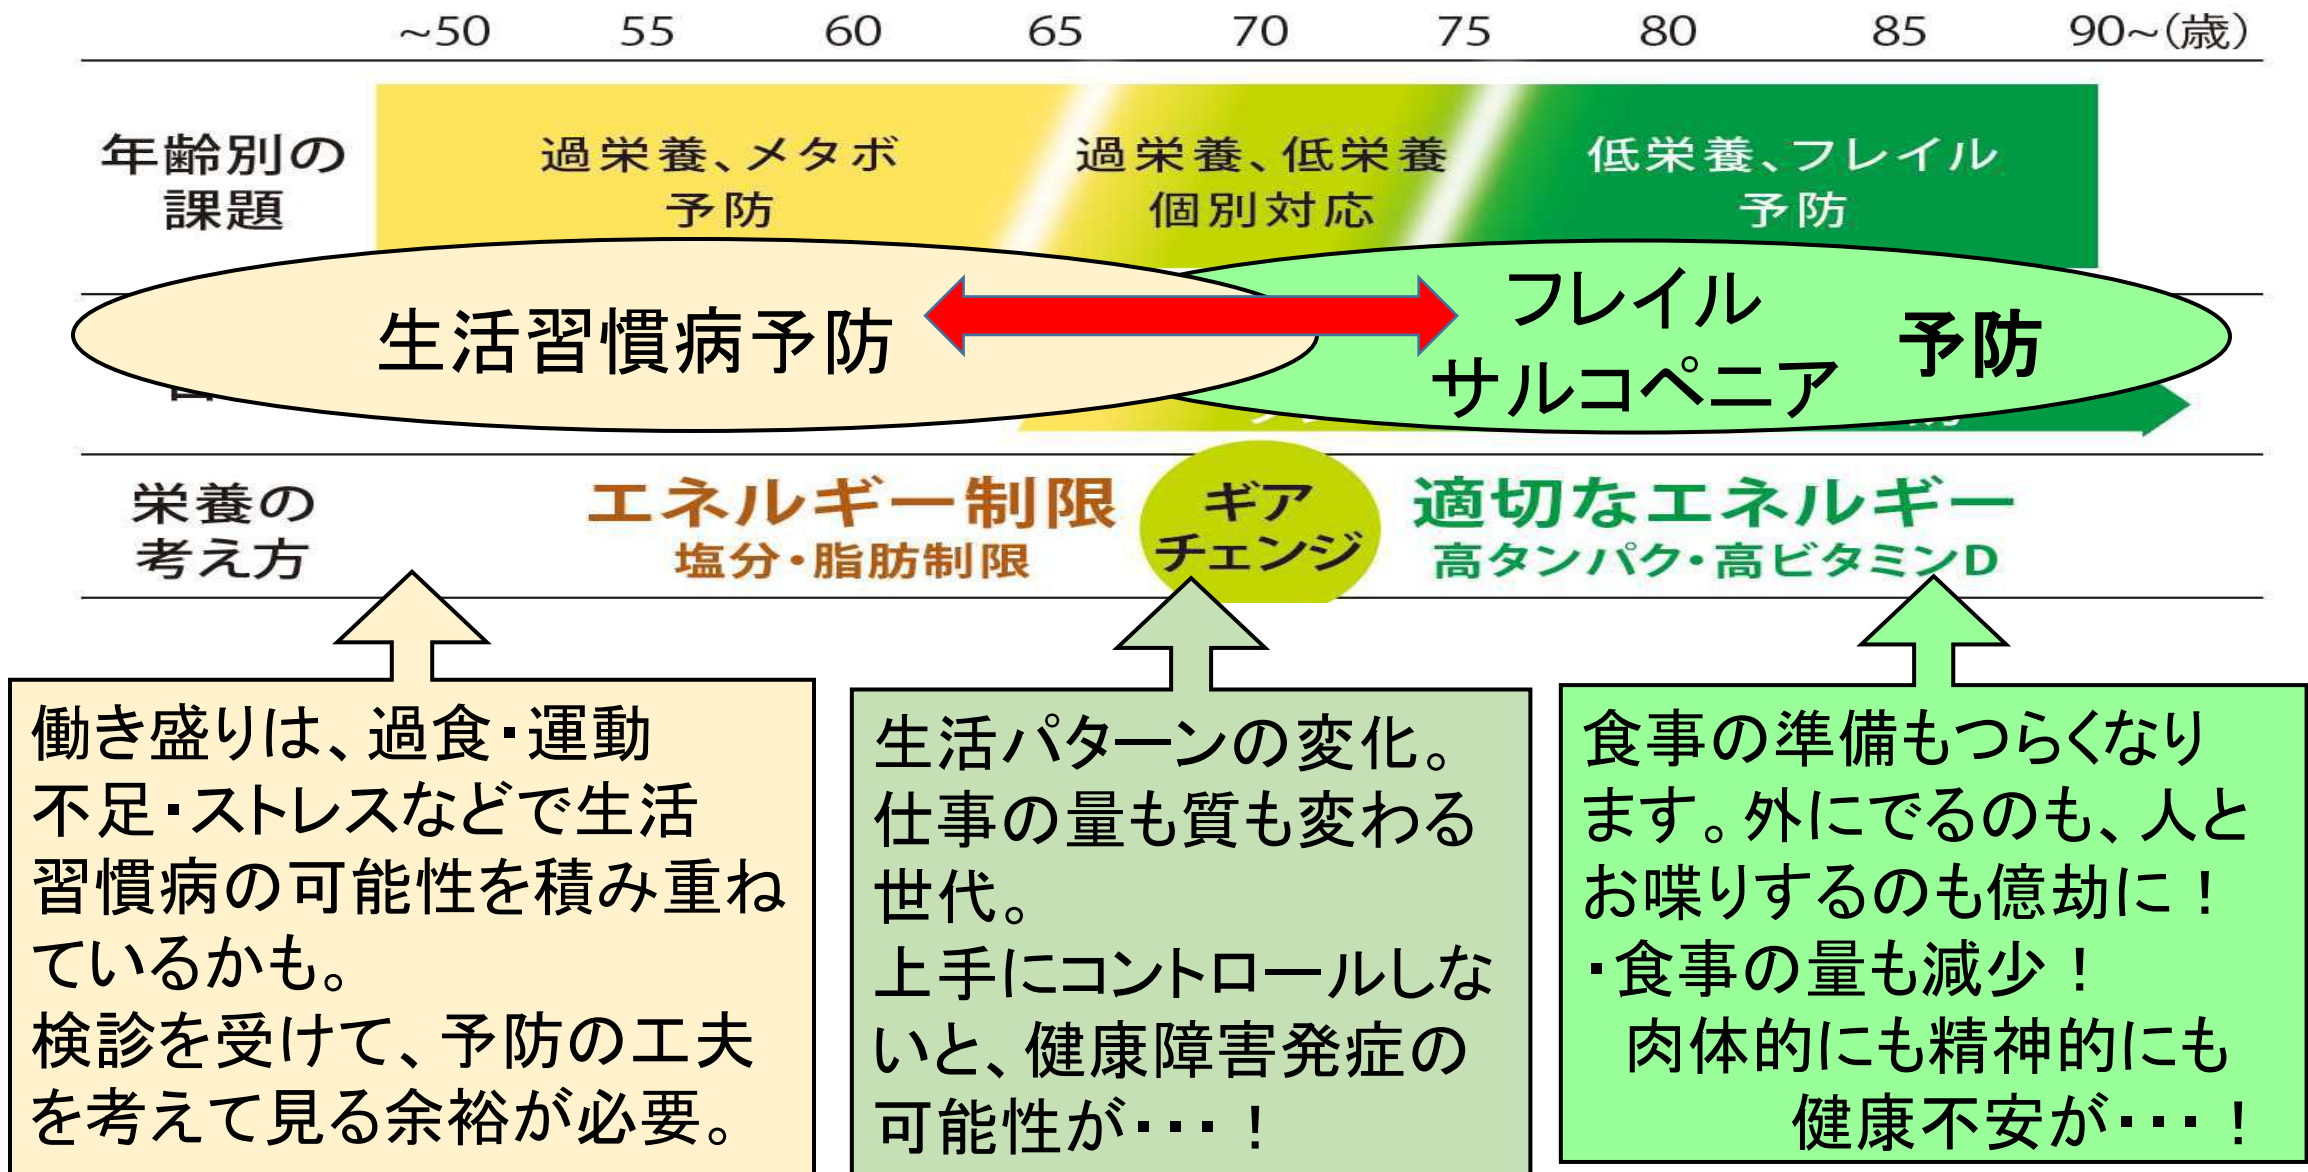 ~50 55 60 65 70 75 80 85 90~(歳)
年齢別の
課題
過栄養、メタボ
予防
過栄養、低栄養
個別対応
低栄養、フレイル
予防
生活習慣病予防
フレイル
サルコペニア
予防
栄養の
考え方
エネルギー制限
塩分・脂肪制限
ギア
チェンジ
適切なエネルギー
高タンパク・高ビタミンD
働き盛りは、過食・運動
不足・ストレスなどで生活
習慣病の可能性を積み重ね
ているかも。
検診を受けて、予防の工夫
を考えて見る余裕が必要。
生活パターンの変化。
仕事の量も質も変わる
世代。
上手にコントロールしな
いと、健康障害発症の
可能性が・・・！
食事の準備もつらくなり
ます。外にでるのも、人と
お喋りするのも億劫に！
・食事の量も減少！
肉体的にも精神的にも
健康不安が・・・！